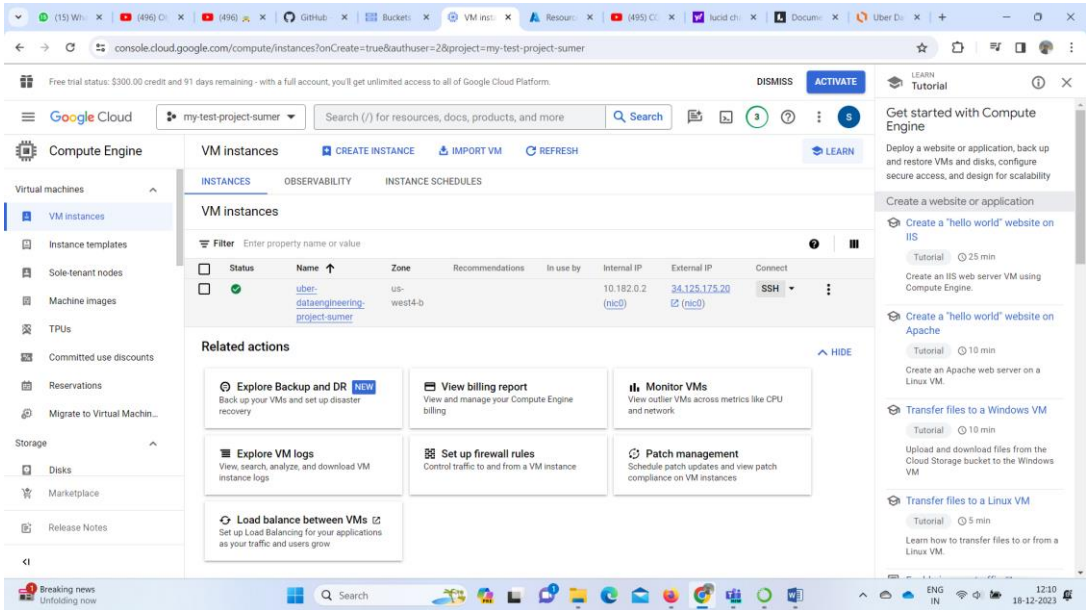 (15) Wh
(496) C
(496)
GitHub
Buckets
VM inst
Resourc
(495) CC
lucid ch
Docume
Uber Da
console.cloud.google.com/compute/instances?onCreate=true&authuser=2&project=my-test-project-sumer
Free trial status: $300.00 credit and 91 days remaining - with a full account, you'll get unlimited access to all of Google Cloud Platform.
DISMISS
ACTIVATE
Google Cloud
my-test-project-sumer
Search (/) for resources, docs, products, and more
Search
3
S
Compute Engine
Virtual machines
VM instances
Instance templates
Sole-tenant nodes
Machine images
TPUs
Committed use discounts
Reservations
Migrate to Virtual Machin...
Storage
Disks
Marketplace
Release Notes
VM instances
CREATE INSTANCE
IMPORT VM
REFRESH
LEARN
INSTANCES
OBSERVABILITY
INSTANCE SCHEDULES
VM instances
Filter Enter property name or value
Status Name Zone Recommendations In use by Internal IP External IP Connect
uber-
dataengineering-
project-sumer
us-
west4-b
10.182.0.2
(nic0)
34.125.175.20
(nic0)
SSH
Related actions
HIDE
Explore Backup and DR NEW
Back up your VMs and set up disaster
recovery
View billing report
View and manage your Compute Engine
billing
Monitor VMs
View outlier VMs across metrics like CPU
and network
Explore VM logs
View, search, analyze, and download VM
instance logs
Set up firewall rules
Control traffic to and from a VM instance
Patch management
Schedule patch updates and view patch
compliance on VM instances
Load balance between VMs
Set up Load Balancing for your applications
as your traffic and users grow
LEARN
Tutorial
Get started with Compute
Engine
Deploy a website or application, back up
and restore VMs and disks, configure
secure access, and design for scalability
Create a website or application
Create a "hello world" website on
IIS
Tutorial 25 min
Create an IIS web server VM using
Compute Engine.
Create a "hello world" website on
Apache
Tutorial 10 min
Create an Apache web server on a
Linux VM.
Transfer files to a Windows VM
Tutorial 10 min
Upload and download files from the
Cloud Storage bucket to the Windows
VM
Transfer files to a Linux VM
Tutorial 5 min
Learn how to transfer files to or from a
Linux VM.
Breaking news
Unfolding now
Search
ENG
IN
12:10
18-12-2023